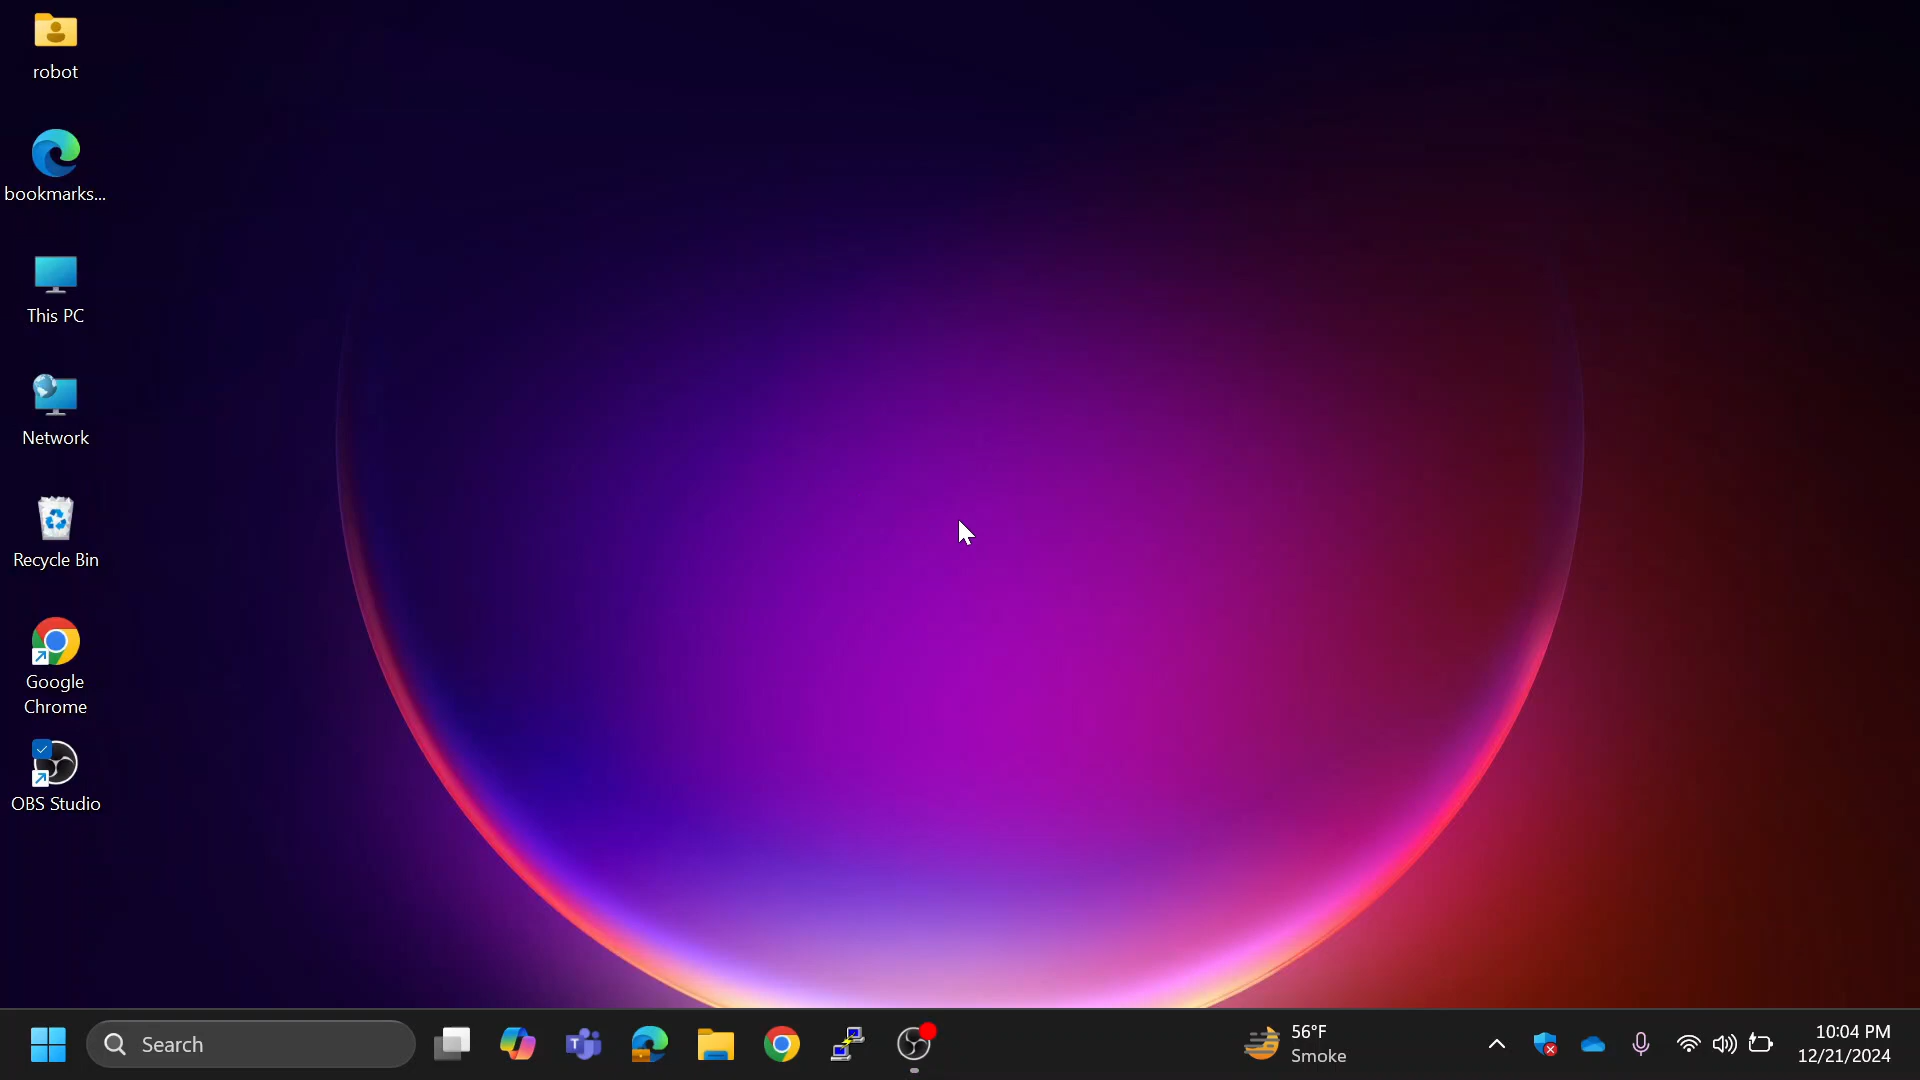 robot
bookmarks...
This PC
Network
Recycle Bin
Google
Chrome
OBS Studio
Search
56°F
Smoke
10:04 PM
12/21/2024